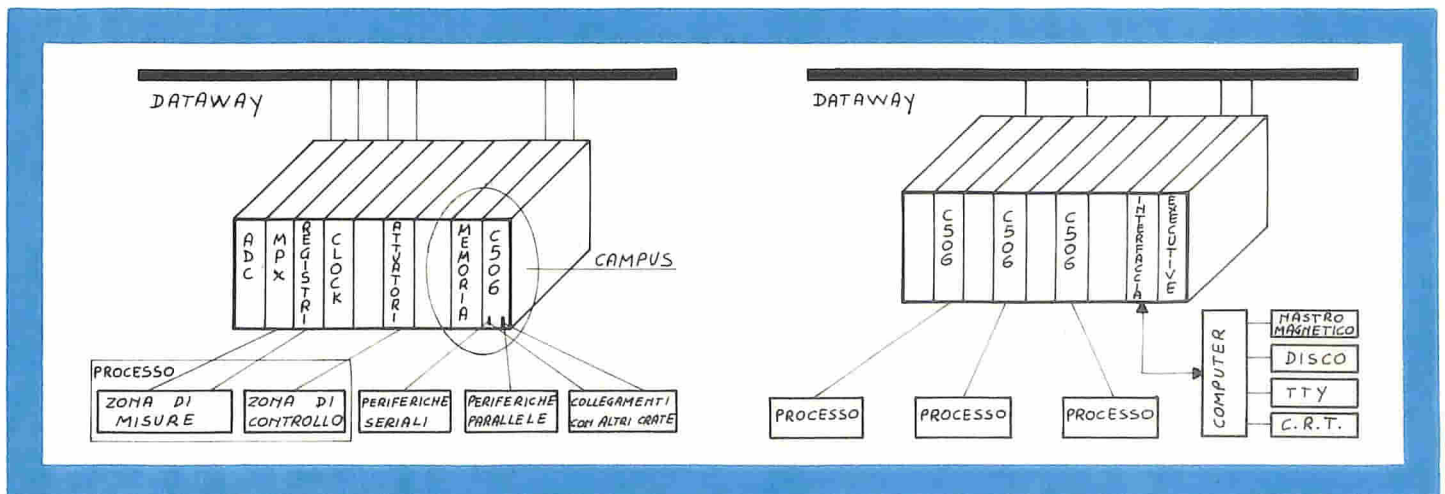 DATAWAY
ADC
MPX
REGISTRI
CLOCK
ATTUATORI
MEMORIA
C506
CAMPUS
PROCESSO
ZONA DI
MISURE
ZONA DI
CONTROLLO
PERIFERICHE
SERIALI
PERIFERICHE
PARALLELE
COLLEGAMENTI
CON ALTRI CRATE
DATAWAY
C506
C506
C506
INTERFACCIA
EXECUTIVE
PROCESSO
PROCESSO
PROCESSO
COMPUTER
NASTRO
MAGNETICO
DISCO
TTY
C.R.T.